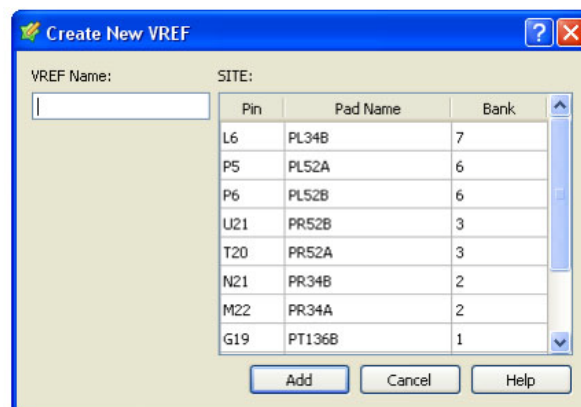 Create New VREF
VREF Name:
SITE:
Pin Pad Name Bank
L6 PL34B 7
P5 PL52A 6
P6 PL52B 6
U21 PR52B 3
T20 PR52A 3
N21 PR34B 2
M22 PR34A 2
G19 PT136B 1
Add Cancel Help